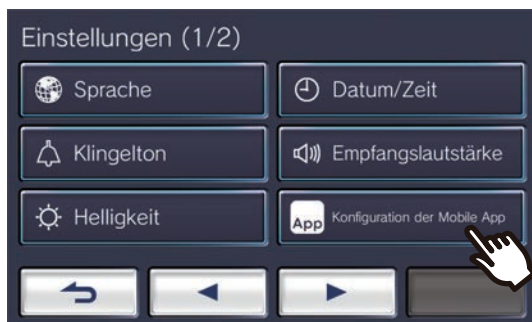 Einstellungen (1/2)
Sprache
Datum/Zeit
Klingelton
Empfangslautstärke
Helligkeit
App Konfiguration der Mobile App